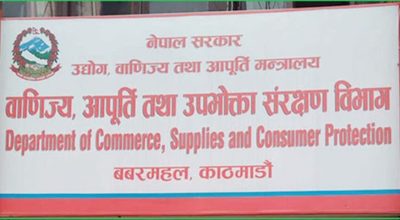 नेपाल सरकार
उद्योग, वाणिज्य तथा आपूर्ति मन्त्रालय
वाणिज्य, आपूर्ति तथा उपभोक्ता संरक्षण विभाग
Department of Commerce, Supplies and Consumer Protection
बबरमहल, काठमाडौं